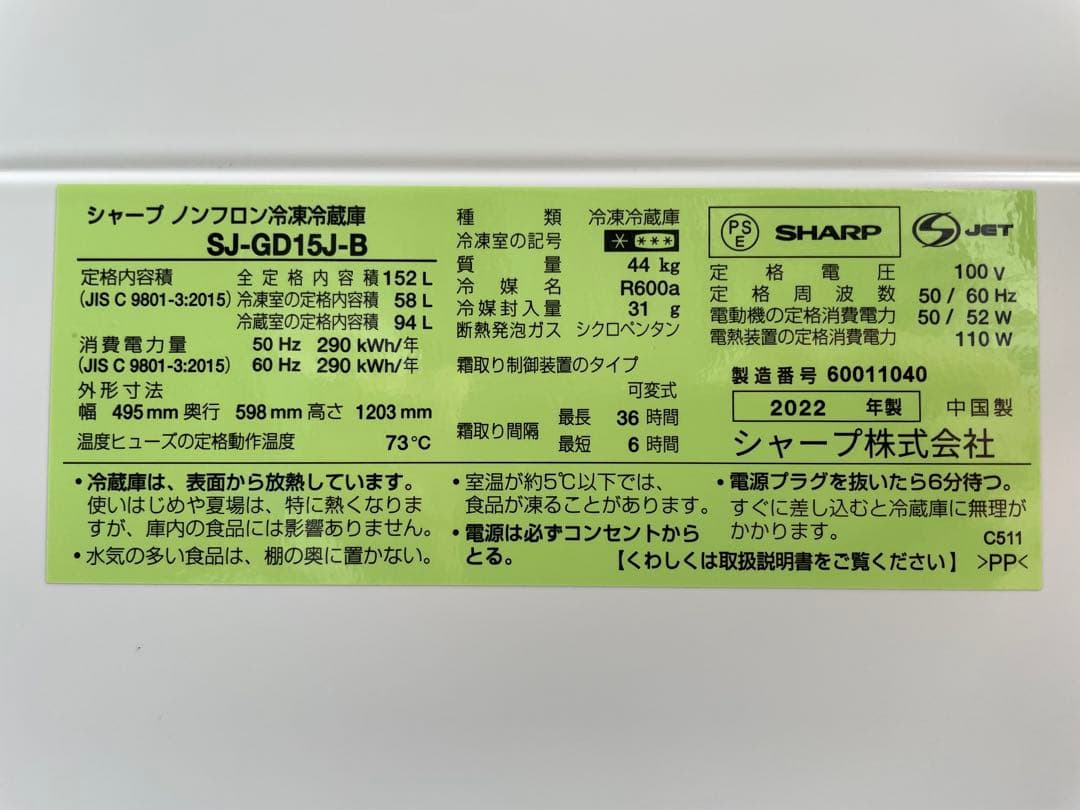 シャープ ノンフロン冷凍冷蔵庫
SJ-GD15J-B
定格内容積 全定格内容積 152 L
(JIS C 9801-3:2015) 冷凍室の定格内容積 58 L
冷蔵室の定格内容積 94 L
消費電力量 50 Hz 290 kWh/年
(JIS C 9801-3:2015) 60 Hz 290 kWh/年
外形寸法
幅 495 mm 奥行 598 mm 高さ 1203 mm
温度ヒューズの定格動作温度 73℃
種類 冷凍冷蔵庫
冷凍室の記号 * ***
質量 44 kg
冷媒名 R600a
冷媒封入量 31 g
断熱発泡ガス シクロペンタン
霜取り制御装置のタイプ
可変式
霜取り間隔 最長 36 時間
最短 6 時間
PSE SHARP JET
定格電圧 100 V
定格周波数 50 / 60 Hz
電動機の定格消費電力 50 / 52 W
電熱装置の定格消費電力 110 W
製造番号 60011040
2022 年製 中国製
シャープ株式会社
・冷蔵庫は、表面から放熱しています。
使いはじめや夏場は、特に熱くなりま
すが、庫内の食品には影響ありません。
・水気の多い食品は、棚の奥に置かない。
・室温が約5℃以下では、
食品が凍ることがあります。
・電源は必ずコンセントから
とる。
・電源プラグを抜いたら6分待つ。
すぐに差し込むと冷蔵庫に無理が
かかります。
C511
【くわしくは取扱説明書をご覧ください】 >PP<